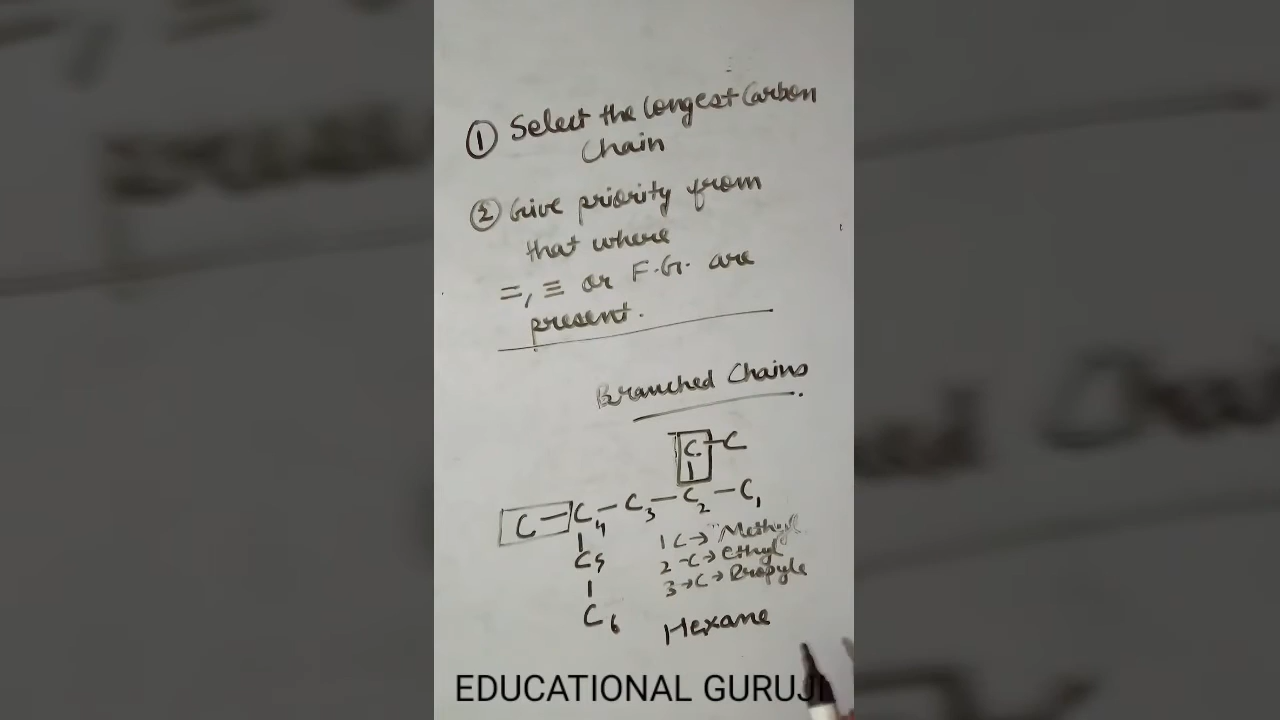 ① Select the longest Carbon
Chain
② Give priority from
that where
=, ≡ or F.G. are
present.
Branched Chains
C - C
C - C4 - C3 - C2 - C1
1 C → Methyl
C5
2 - C → Ethyl
3 → C → Propyle
C6
Hexane
EDUCATIONAL GURUJI